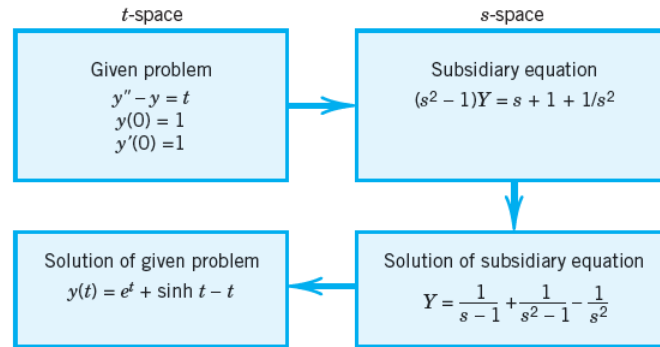 t-space
s-space
Given problem
y″ – y = t
y(0) = 1
y′(0) =1
Subsidiary equation
(s² – 1)Y = s + 1 + 1/s²
Solution of given problem
y(t) = eᵗ + sinh t – t
Solution of subsidiary equation
Y = 1/(s – 1) + 1/(s² – 1) – 1/s²